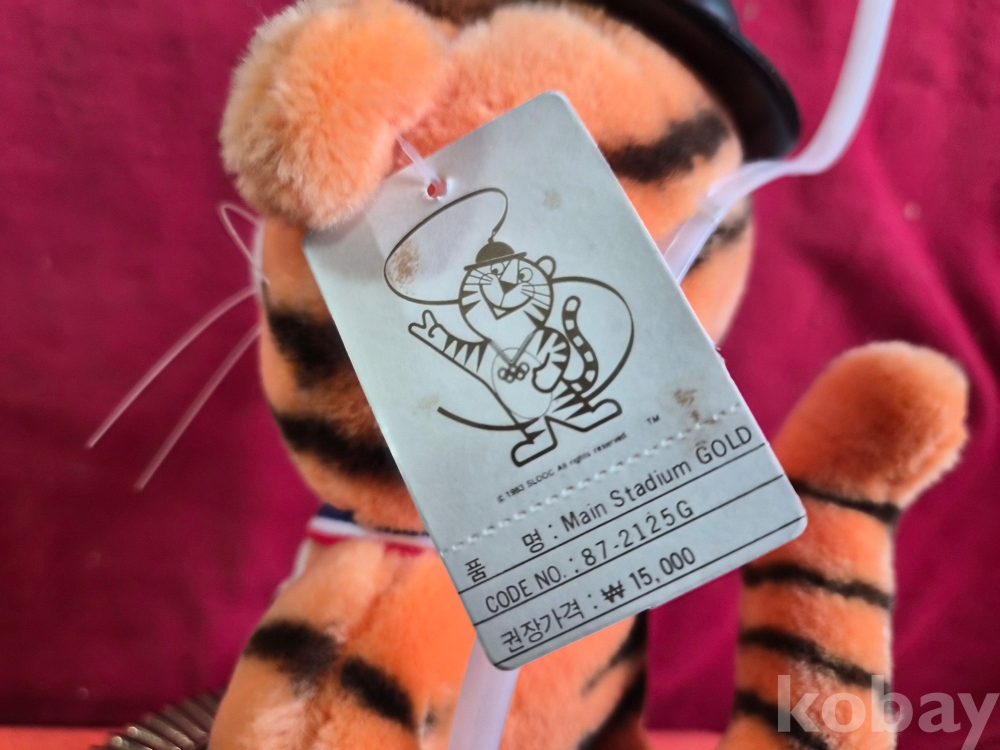 TM
© 1983 SLOOC All rights reserved
품 명 : Main Stadium GOLD
CODE NO. : 87-2125G
권장가격 : ₩ 15,000
kobay